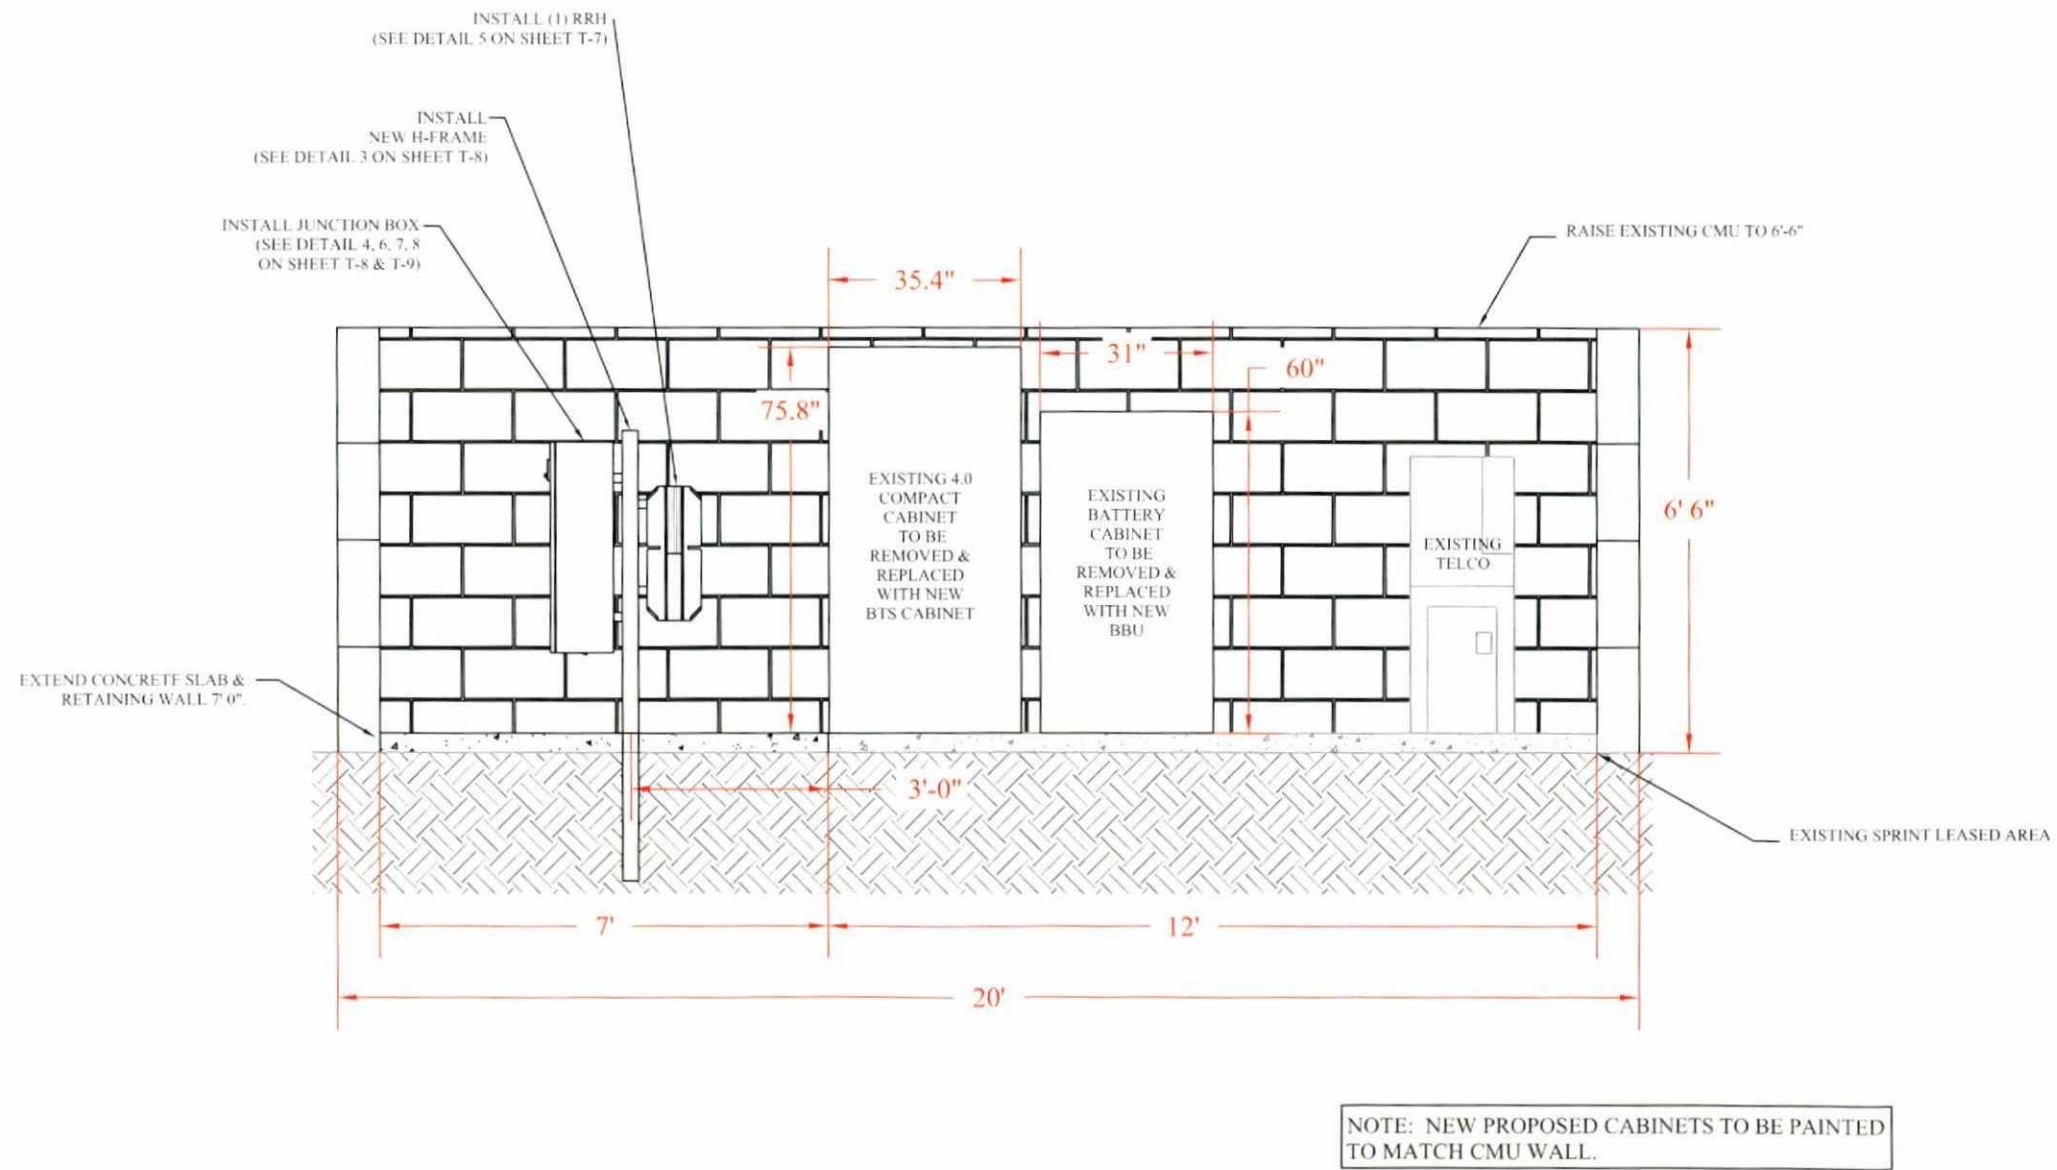 INSTALL (1) RRH
(SEE DETAIL 5 ON SHEET T-7)
INSTALL
NEW H-FRAME
(SEE DETAIL 3 ON SHEET T-8)
INSTALL JUNCTION BOX
(SEE DETAIL 4, 6, 7, 8
ON SHEET T-8 & T-9)
RAISE EXISTING CMU TO 6'-6"
35.4"
31"
60"
75.8"
6' 6"
EXISTING 4.0
COMPACT
CABINET
TO BE
REMOVED &
REPLACED
WITH NEW
BTS CABINET
EXISTING
BATTERY
CABINET
TO BE
REMOVED &
REPLACED
WITH NEW
BBU
EXISTING
TELCO
EXTEND CONCRETE SLAB &
RETAINING WALL 7' 0".
3'-0"
EXISTING SPRINT LEASED AREA
7'
12'
20'
NOTE: NEW PROPOSED CABINETS TO BE PAINTED
TO MATCH CMU WALL.